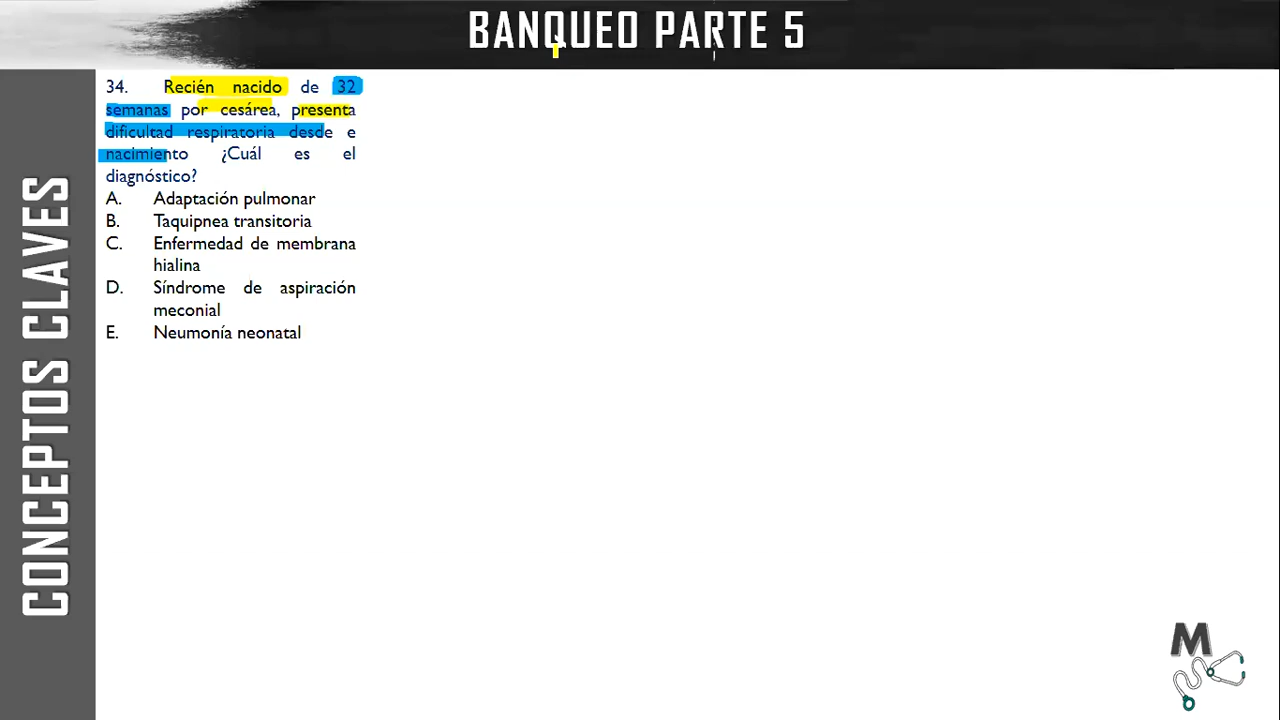 BANQUEO PARTE 5
CONCEPTOS CLAVES
34. Recién nacido de 32
semanas por cesárea, presenta
dificultad respiratoria desde e
nacimiento ¿Cuál es el
diagnóstico?
A. Adaptación pulmonar
B. Taquipnea transitoria
C. Enfermedad de membrana
hialina
D. Síndrome de aspiración
meconial
E. Neumonía neonatal
M